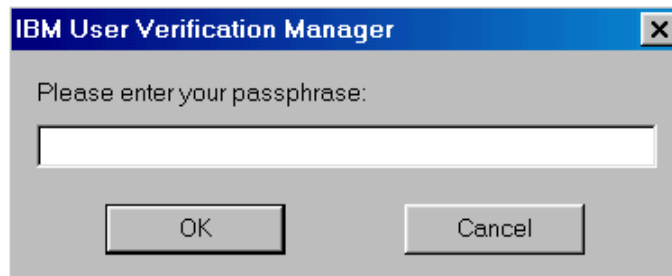 IBM User Verification Manager
Please enter your passphrase:
OK Cancel